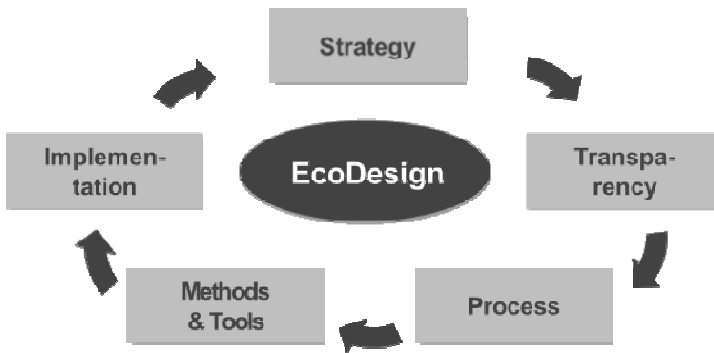 Strategy
Implemen-
tation
EcoDesign
Transpa-
rency
Methods
& Tools
Process